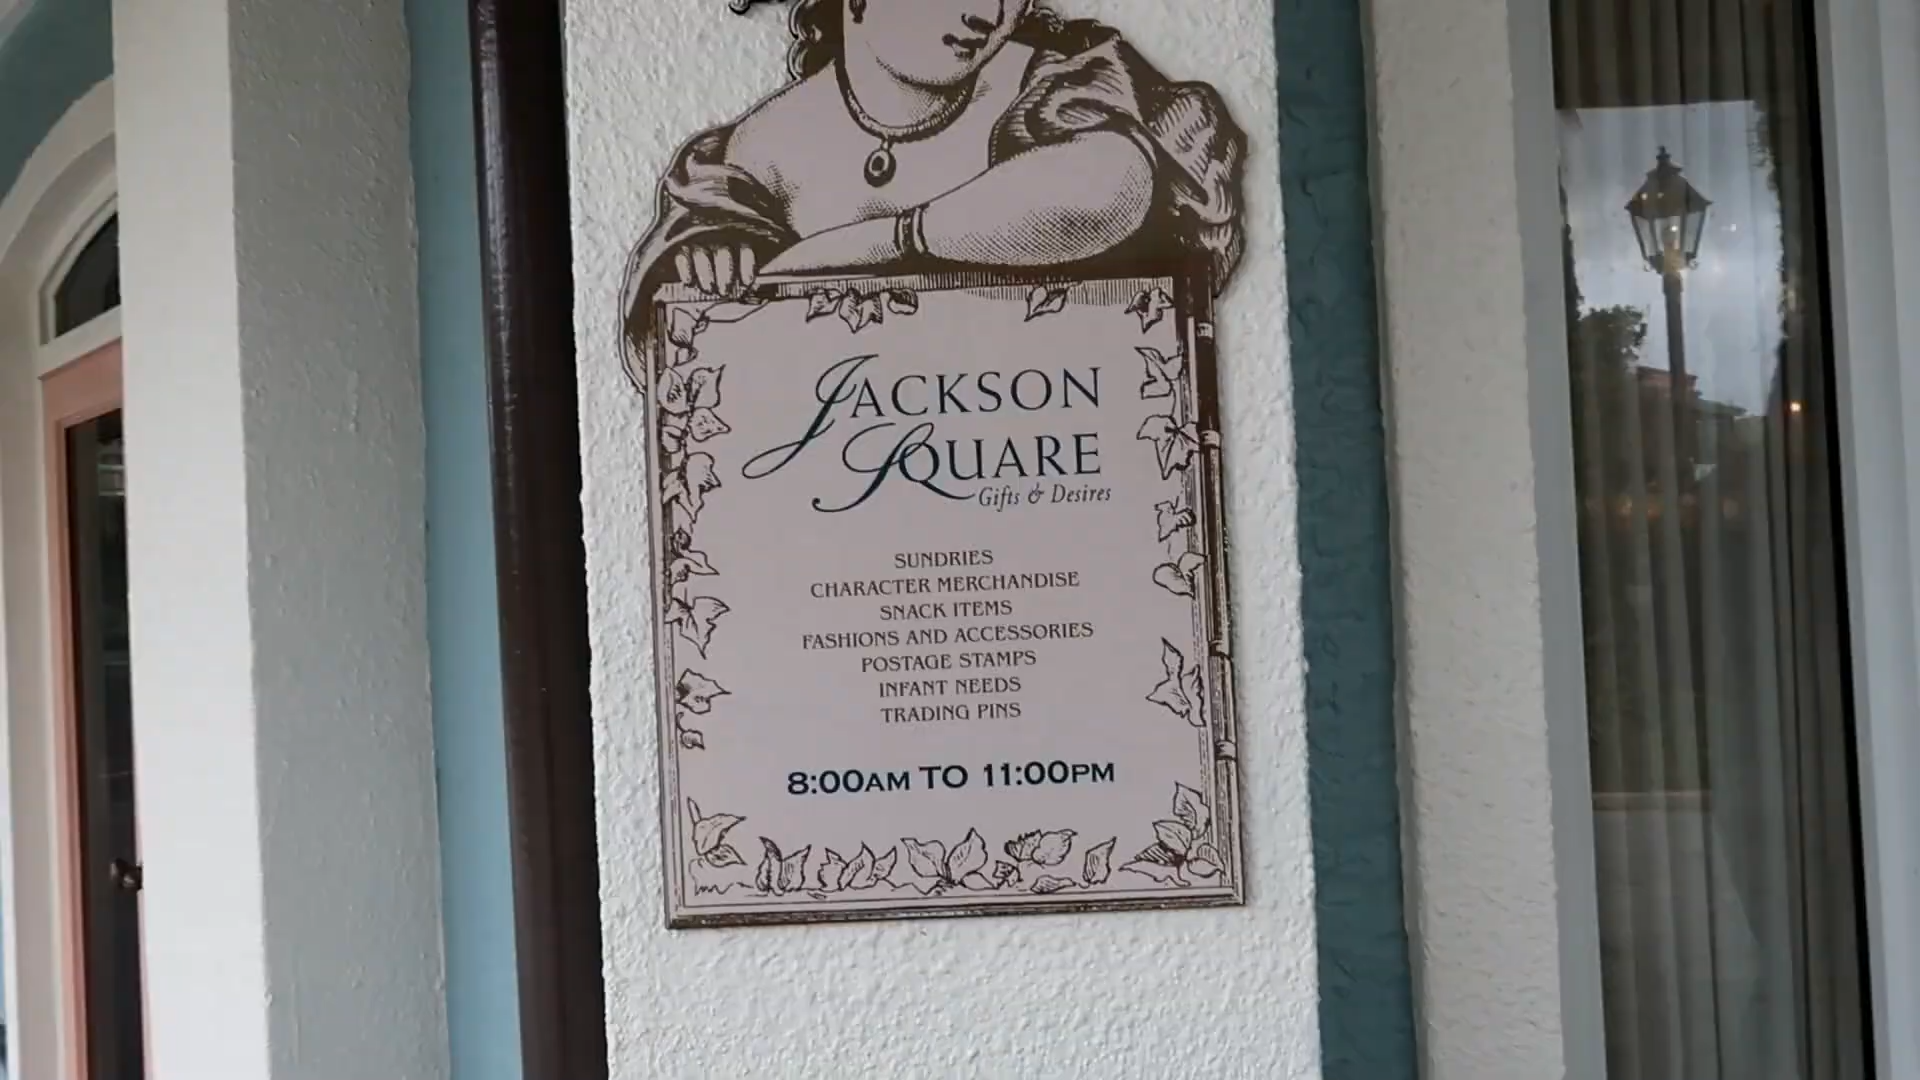 JACKSON
SQUARE
Gifts & Desires
SUNDRIES
CHARACTER MERCHANDISE
SNACK ITEMS
FASHIONS AND ACCESSORIES
POSTAGE STAMPS
INFANT NEEDS
TRADING PINS
8:00AM TO 11:00PM